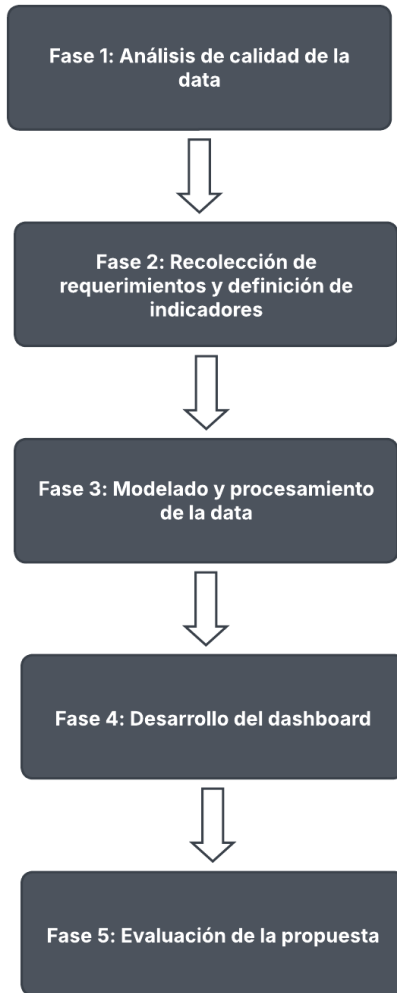 Fase 1: Análisis de calidad de la
data
Fase 2: Recolección de
requerimientos y definición de
indicadores
Fase 3: Modelado y procesamiento
de la data
Fase 4: Desarrollo del dashboard
Fase 5: Evaluación de la propuesta